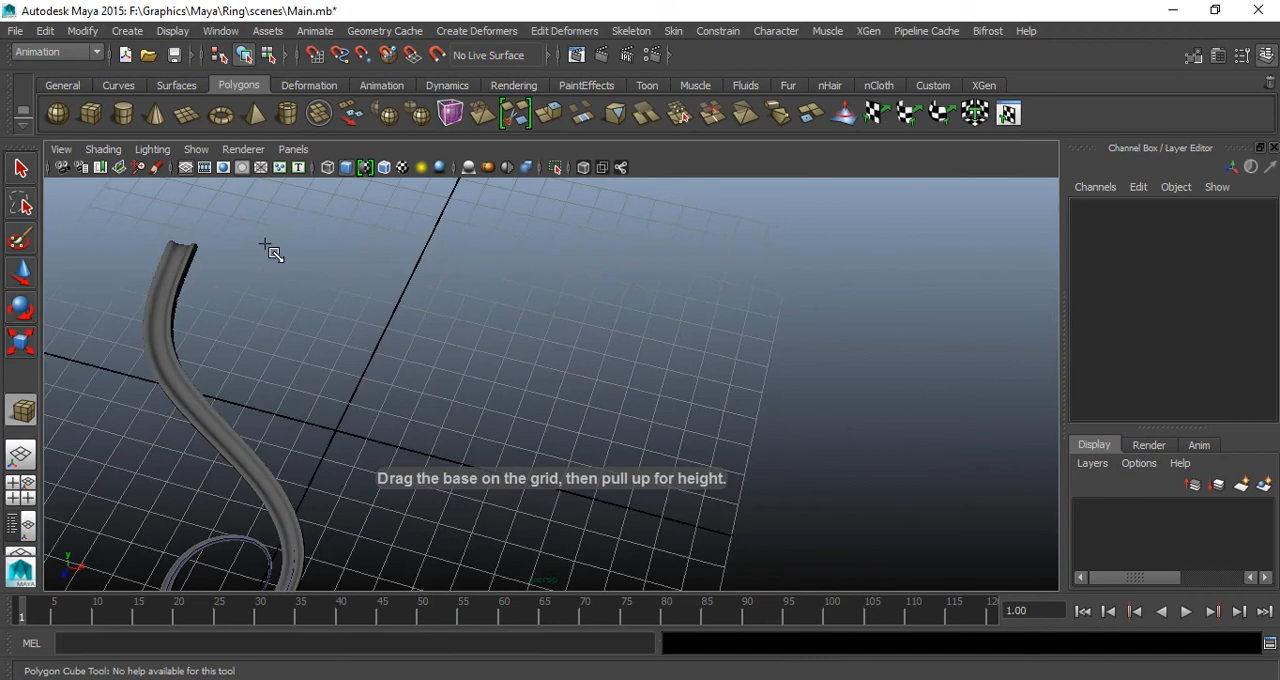 Autodesk Maya 2015: F:\Graphics\Maya\Ring\scenes\Main.mb*
File Edit Modify Create Display Window Assets Animate Geometry Cache Create Deformers Edit Deformers Skeleton Skin Constrain Character Muscle XGen Pipeline Cache Bifrost Help
Animation No Live Surface
General Curves Surfaces Polygons Deformation Animation Dynamics Rendering PaintEffects Toon Muscle Fluids Fur nHair nCloth Custom XGen
View Shading Lighting Show Renderer Panels
Channel Box / Layer Editor
Channels Edit Object Show
Drag the base on the grid, then pull up for height.
Display Render Anim
Layers Options Help
y
persp
MAYA
1 5 10 15 20 25 30 35 40 45 50 55 60 65 70 75 80 85 90 95 100 105 110 115 12 1.00
MEL
Polygon Cube Tool: No help available for this tool